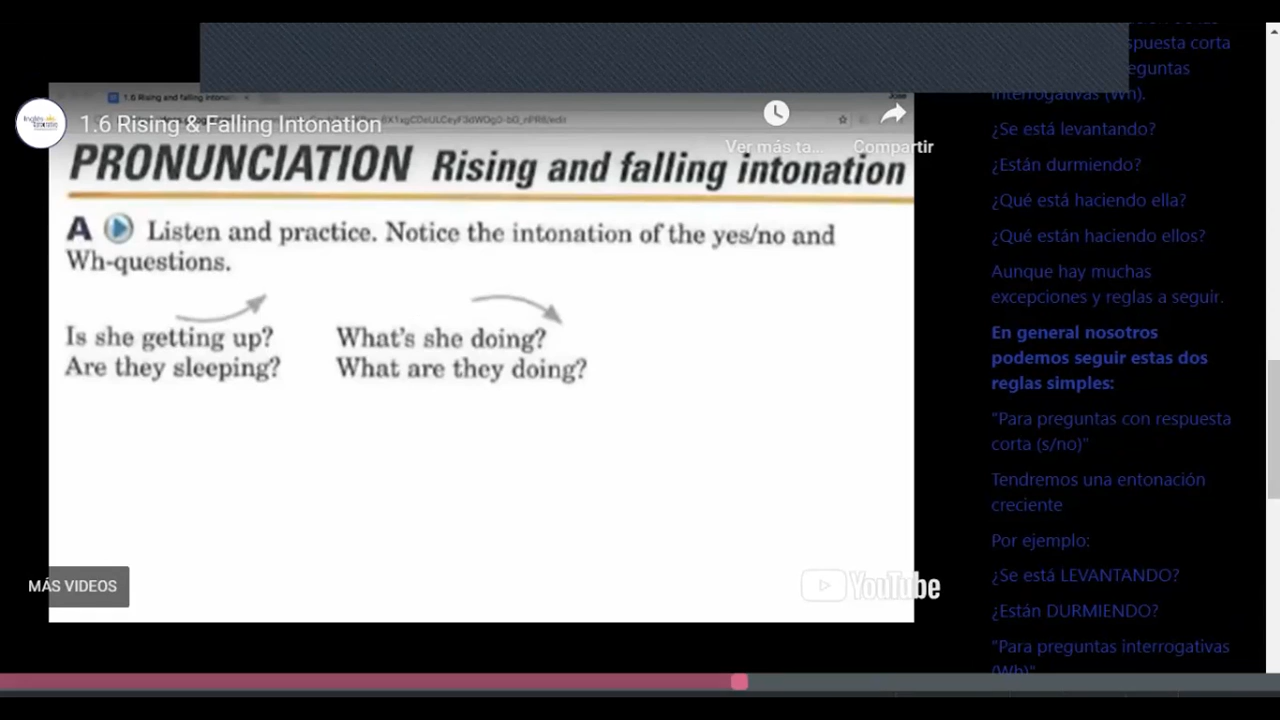 1.6 Rising & Falling Intonation
Ver más ta...
Compartir
PRONUNCIATION Rising and falling intonation
A Listen and practice. Notice the intonation of the yes/no and
Wh-questions.
Is she getting up?
Are they sleeping?
What's she doing?
What are they doing?
MÁS VIDEOS
YouTube
spuesta corta
eguntas
interrogativas (Wh).
¿Se está levantando?
¿Están durmiendo?
¿Qué está haciendo ella?
¿Qué están haciendo ellos?
Aunque hay muchas
excepciones y reglas a seguir.
En general nosotros
podemos seguir estas dos
reglas simples:
"Para preguntas con respuesta
corta (s/no)"
Tendremos una entonación
creciente
Por ejemplo:
¿Se está LEVANTANDO?
¿Están DURMIENDO?
"Para preguntas interrogativas
(Wh)"